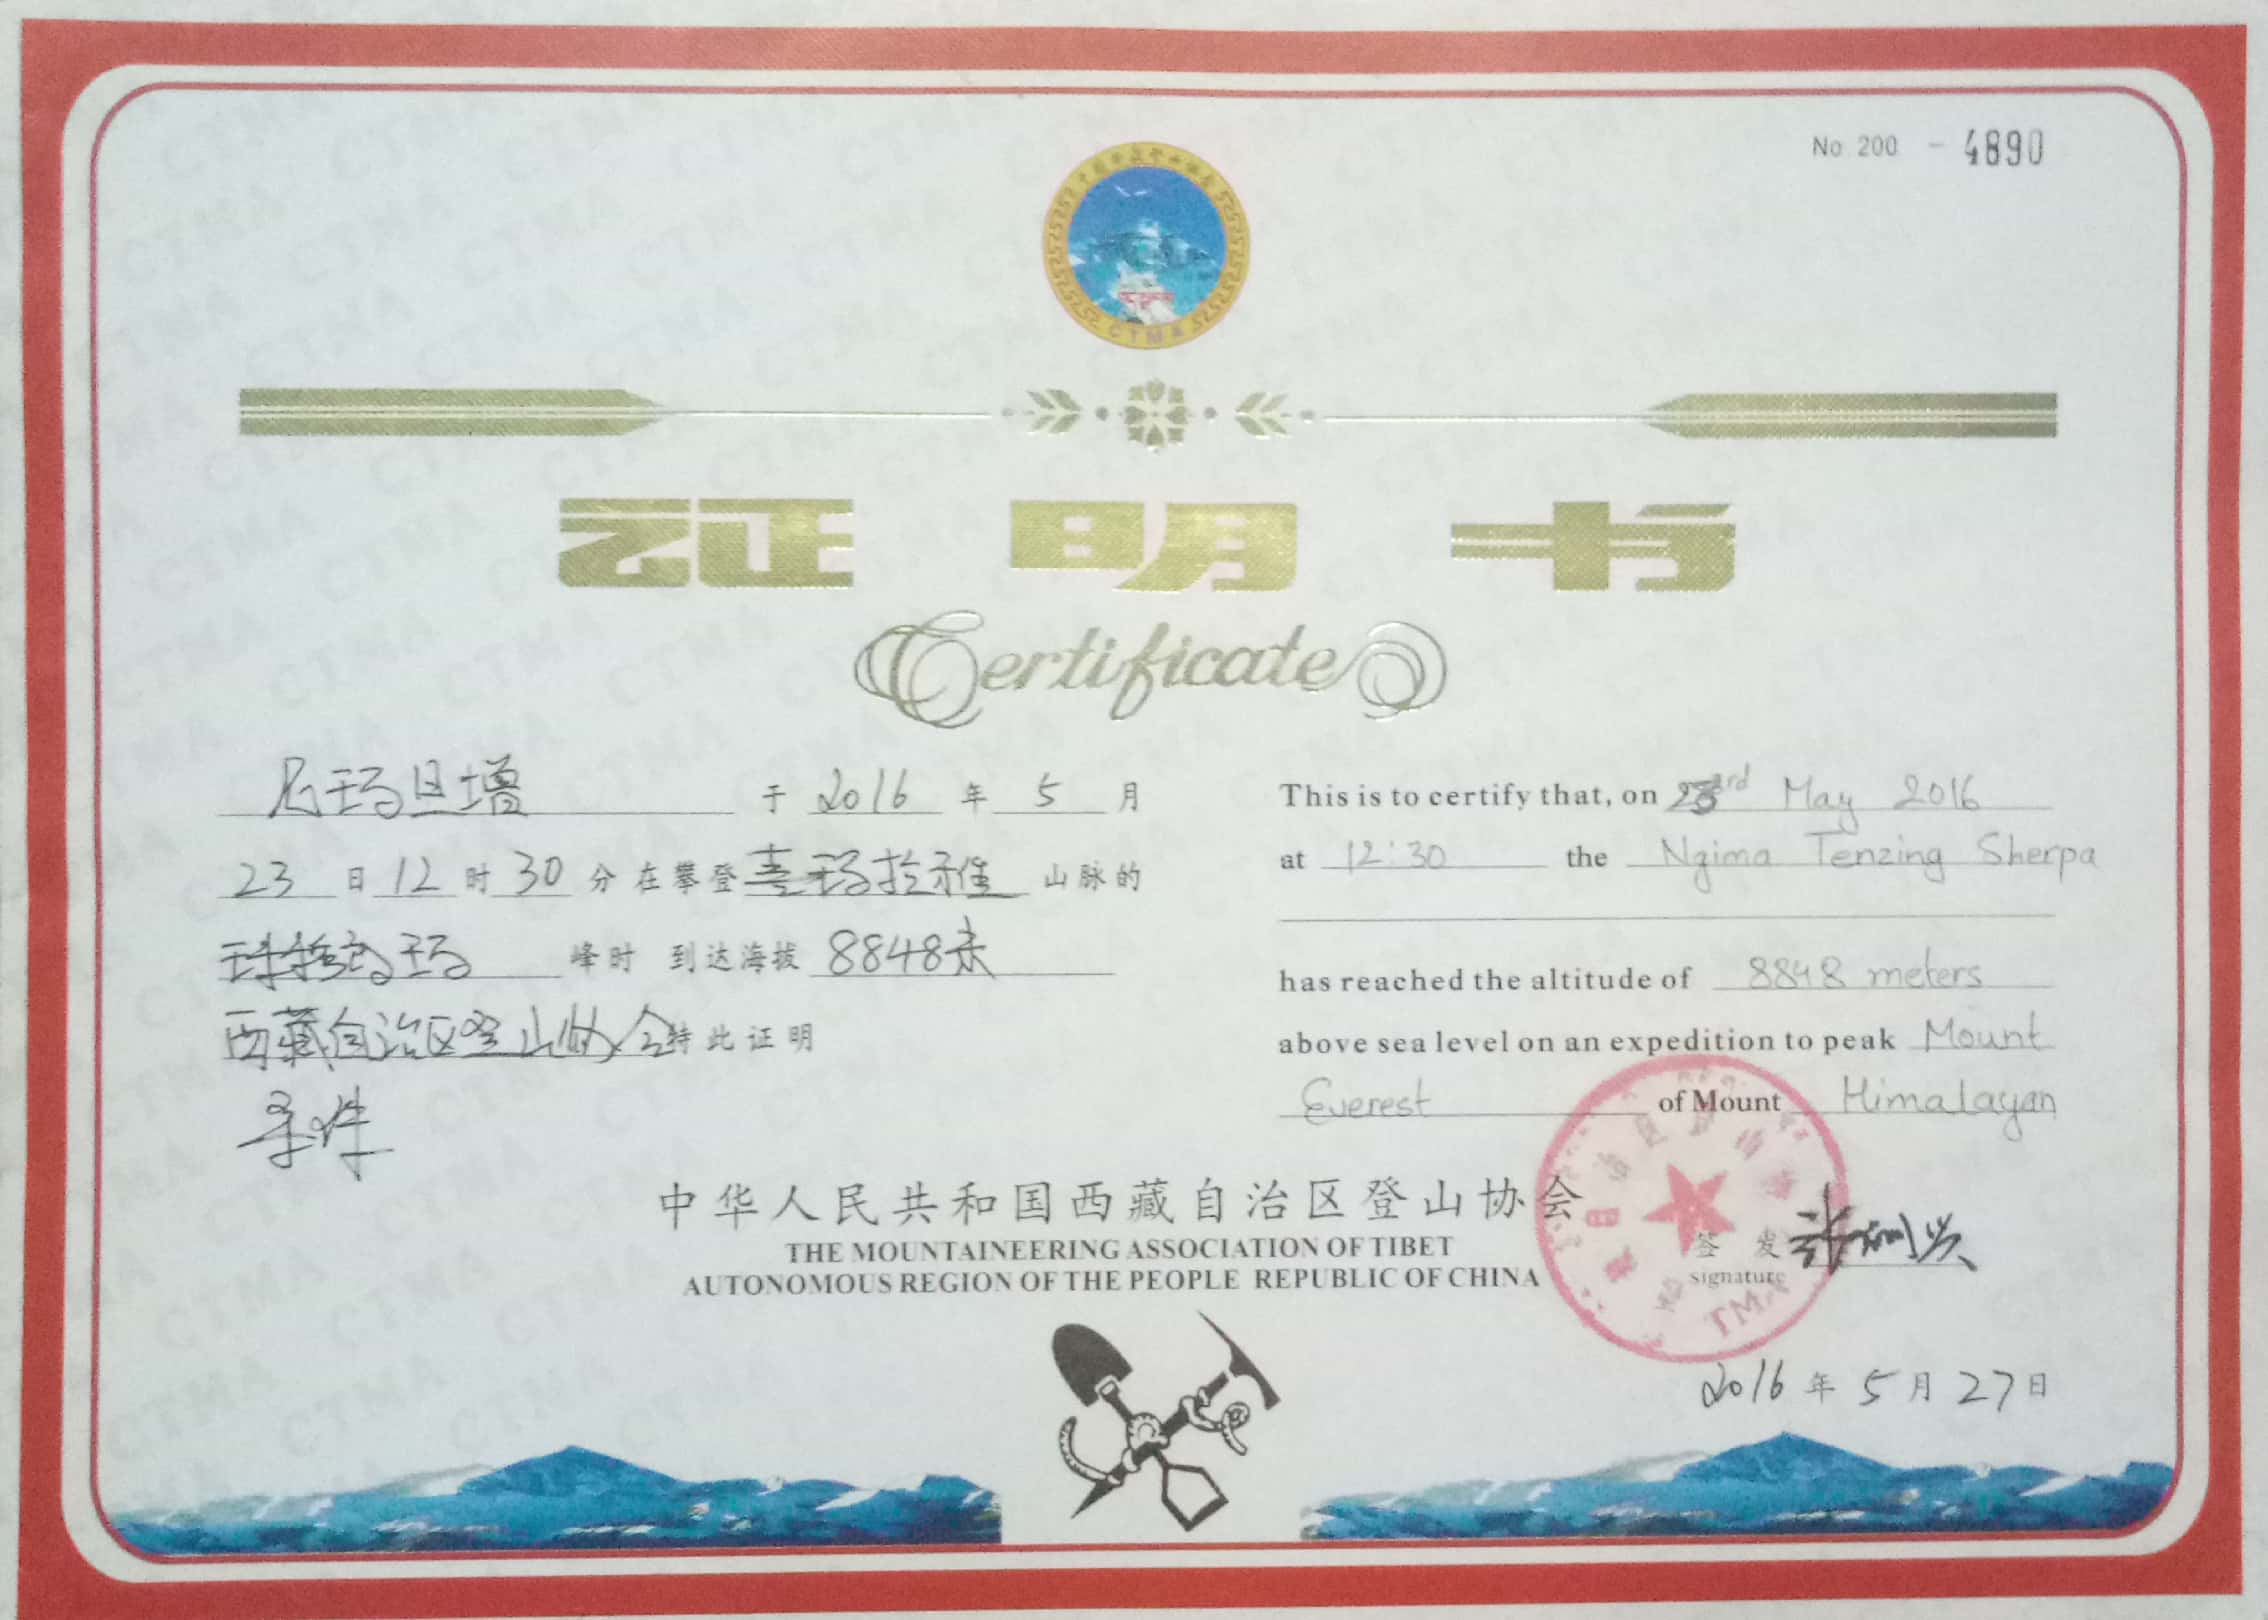 No 200 - 4890
CTMA
证明书
Certificate
尼玛旦增 于 2016 年 5 月
23 日 12 时 30 分 在 攀 登 喜玛拉雅 山 脉 的
珠穆朗玛 峰 时 到 达 海 拔 8848米
西藏自治区登山协会 特 此 证 明
This is to certify that, on 23rd May 2016
at 12:30 the Ngima Tenzing Sherpa
has reached the altitude of 8848 meters
above sea level on an expedition to peak Mount
Everest of Mount Himalayan
中华人民共和国西藏自治区登山协会
THE MOUNTAINEERING ASSOCIATION OF TIBET
AUTONOMOUS REGION OF THE PEOPLE REPUBLIC OF CHINA
签 发
signature
TMA
2016 年 5 月 27 日